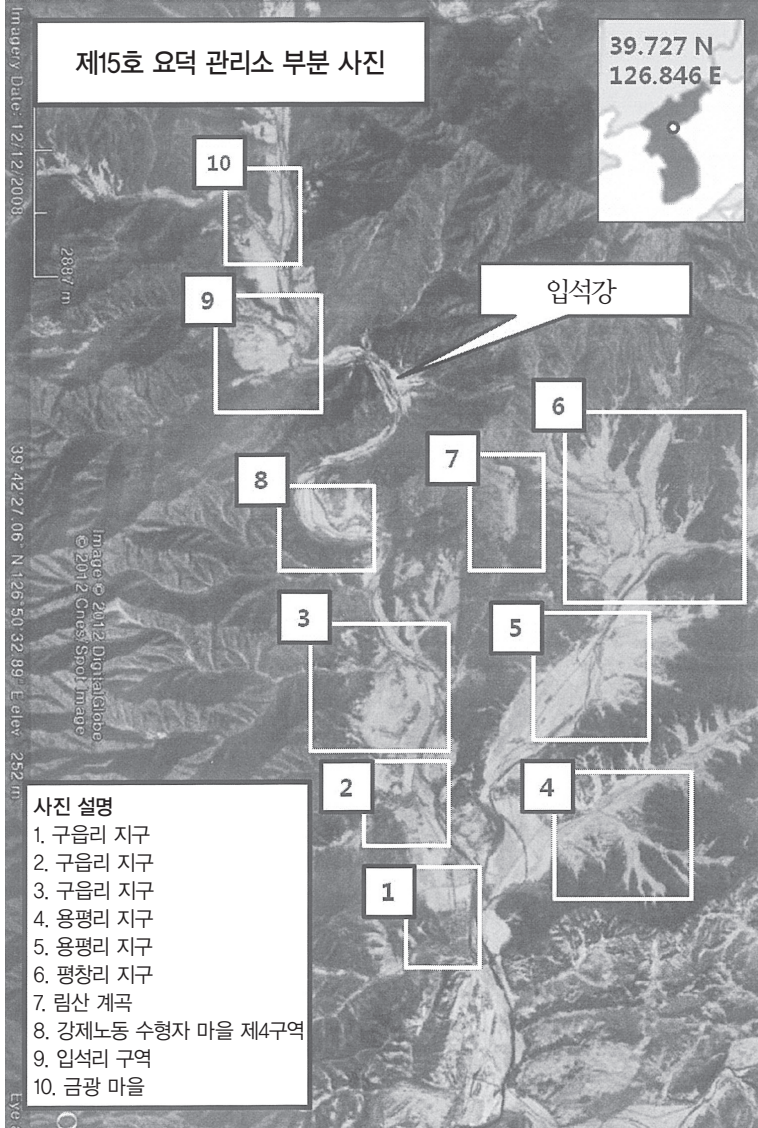 제15호 요덕 관리소 부분 사진
39.727 N
126.846 E
Imagery Date: 12/12/2008
2887 m
10
9
입석강
6
7
8
3
5
2
4
1
39°42'27.06" N 126°50'32.89" E elev 252 m
Image © 2012 DigitalGlobe
© 2012 Cnes/Spot Image
사진 설명
1. 구읍리 지구
2. 구읍리 지구
3. 구읍리 지구
4. 용평리 지구
5. 용평리 지구
6. 평창리 지구
7. 림산 계곡
8. 강제노동 수형자 마을 제4구역
9. 입석리 구역
10. 금광 마을
Eye